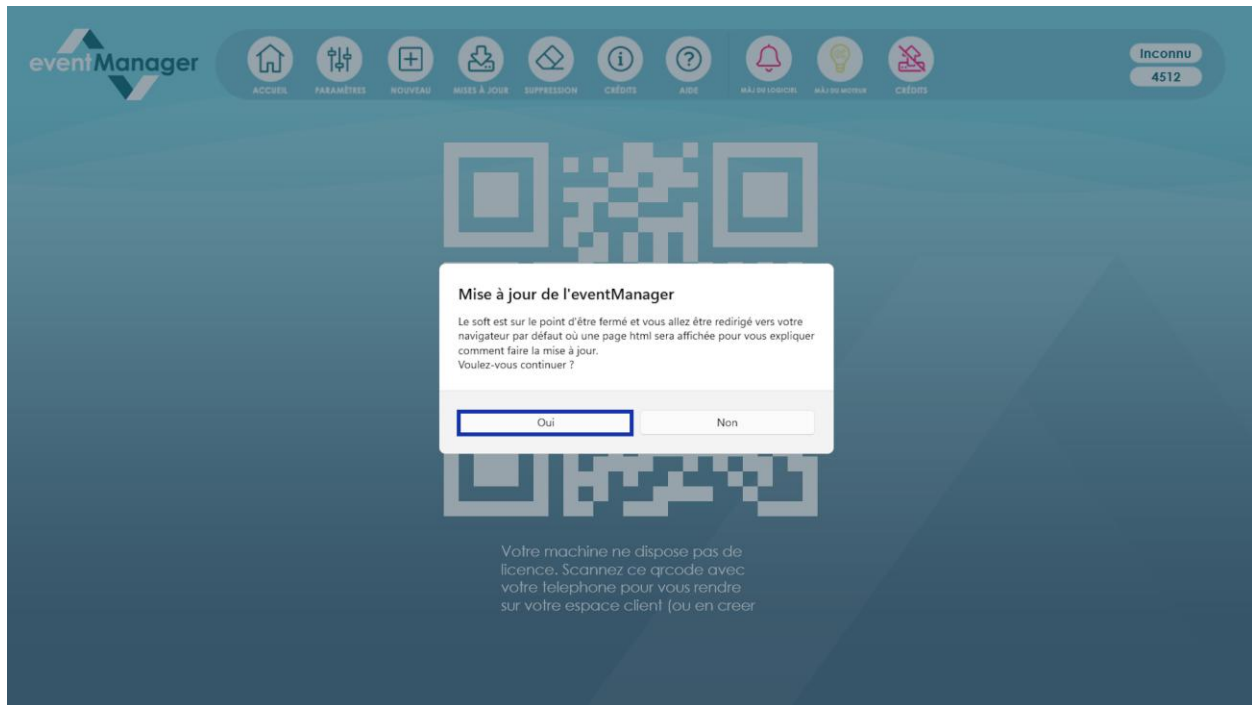 eventManager
ACCUEIL
PARAMÈTRES
NOUVEAU
MISES À JOUR
SUPPRESSION
CRÉDITS
AIDE
MÀJ DU LOGICIEL
MÀJ DU MOTEUR
CRÉDITS
Inconnu
4512
Mise à jour de l'eventManager
Le soft est sur le point d'être fermé et vous allez être redirigé vers votre
navigateur par défaut où une page html sera affichée pour vous expliquer
comment faire la mise à jour.
Voulez-vous continuer ?
Oui
Non
Votre machine ne dispose pas de
licence. Scannez ce qrcode avec
votre telephone pour vous rendre
sur votre espace client (ou en creer